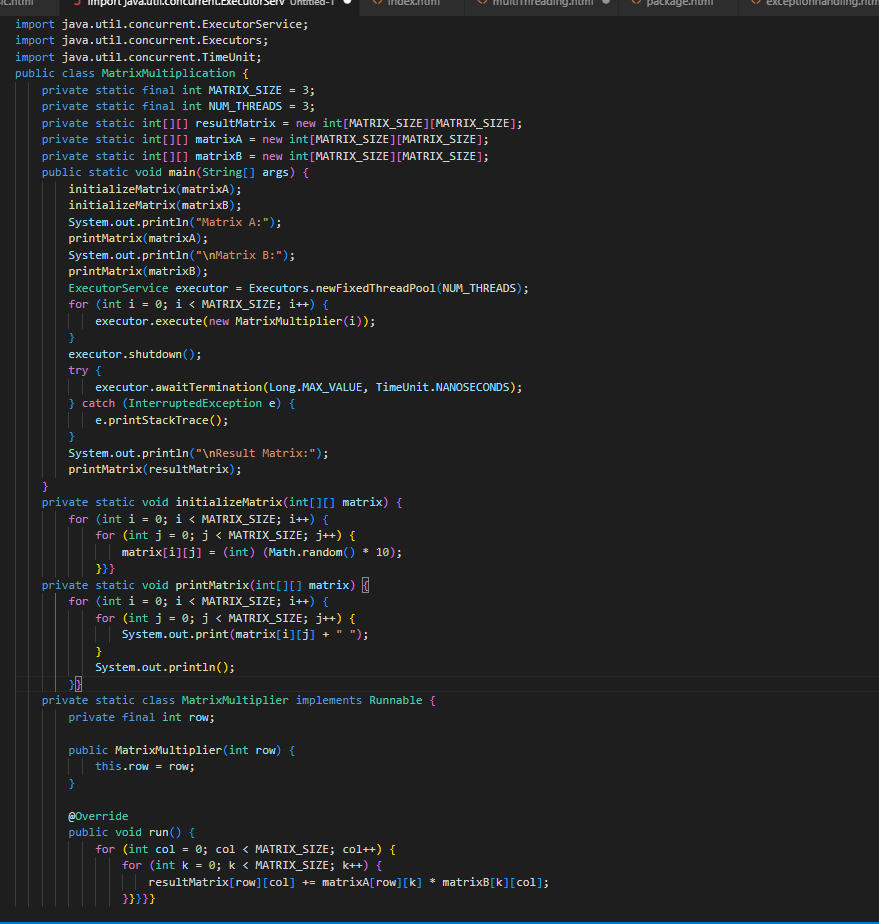 import java.util.concurrent.ExecutorServ Untitled-1
index.html
multiThreading.html
package.html
import java.util.concurrent.ExecutorService;
import java.util.concurrent.Executors;
import java.util.concurrent.TimeUnit;
public class MatrixMultiplication {
private static final int MATRIX_SIZE = 3;
private static final int NUM_THREADS = 3;
private static int[][] resultMatrix = new int[MATRIX_SIZE][MATRIX_SIZE];
private static int[][] matrixA = new int[MATRIX_SIZE][MATRIX_SIZE];
private static int[][] matrixB = new int[MATRIX_SIZE][MATRIX_SIZE];
public static void main(String[] args) {
initializeMatrix(matrixA);
initializeMatrix(matrixB);
System.out.println("Matrix A:");
printMatrix(matrixA);
System.out.println("\nMatrix B:");
printMatrix(matrixB);
ExecutorService executor = Executors.newFixedThreadPool(NUM_THREADS);
for (int i = 0; i < MATRIX_SIZE; i++) {
executor.execute(new MatrixMultiplier(i));
}
executor.shutdown();
try {
executor.awaitTermination(Long.MAX_VALUE, TimeUnit.NANOSECONDS);
} catch (InterruptedException e) {
e.printStackTrace();
}
System.out.println("\nResult Matrix:");
printMatrix(resultMatrix);
}
private static void initializeMatrix(int[][] matrix) {
for (int i = 0; i < MATRIX_SIZE; i++) {
for (int j = 0; j < MATRIX_SIZE; j++) {
matrix[i][j] = (int) (Math.random() * 10);
}}}
private static void printMatrix(int[][] matrix) {
for (int i = 0; i < MATRIX_SIZE; i++) {
for (int j = 0; j < MATRIX_SIZE; j++) {
System.out.print(matrix[i][j] + " ");
}
System.out.println();
}}
private static class MatrixMultiplier implements Runnable {
private final int row;
public MatrixMultiplier(int row) {
this.row = row;
}
@Override
public void run() {
for (int col = 0; col < MATRIX_SIZE; col++) {
for (int k = 0; k < MATRIX_SIZE; k++) {
resultMatrix[row][col] += matrixA[row][k] * matrixB[k][col];
}}}}}